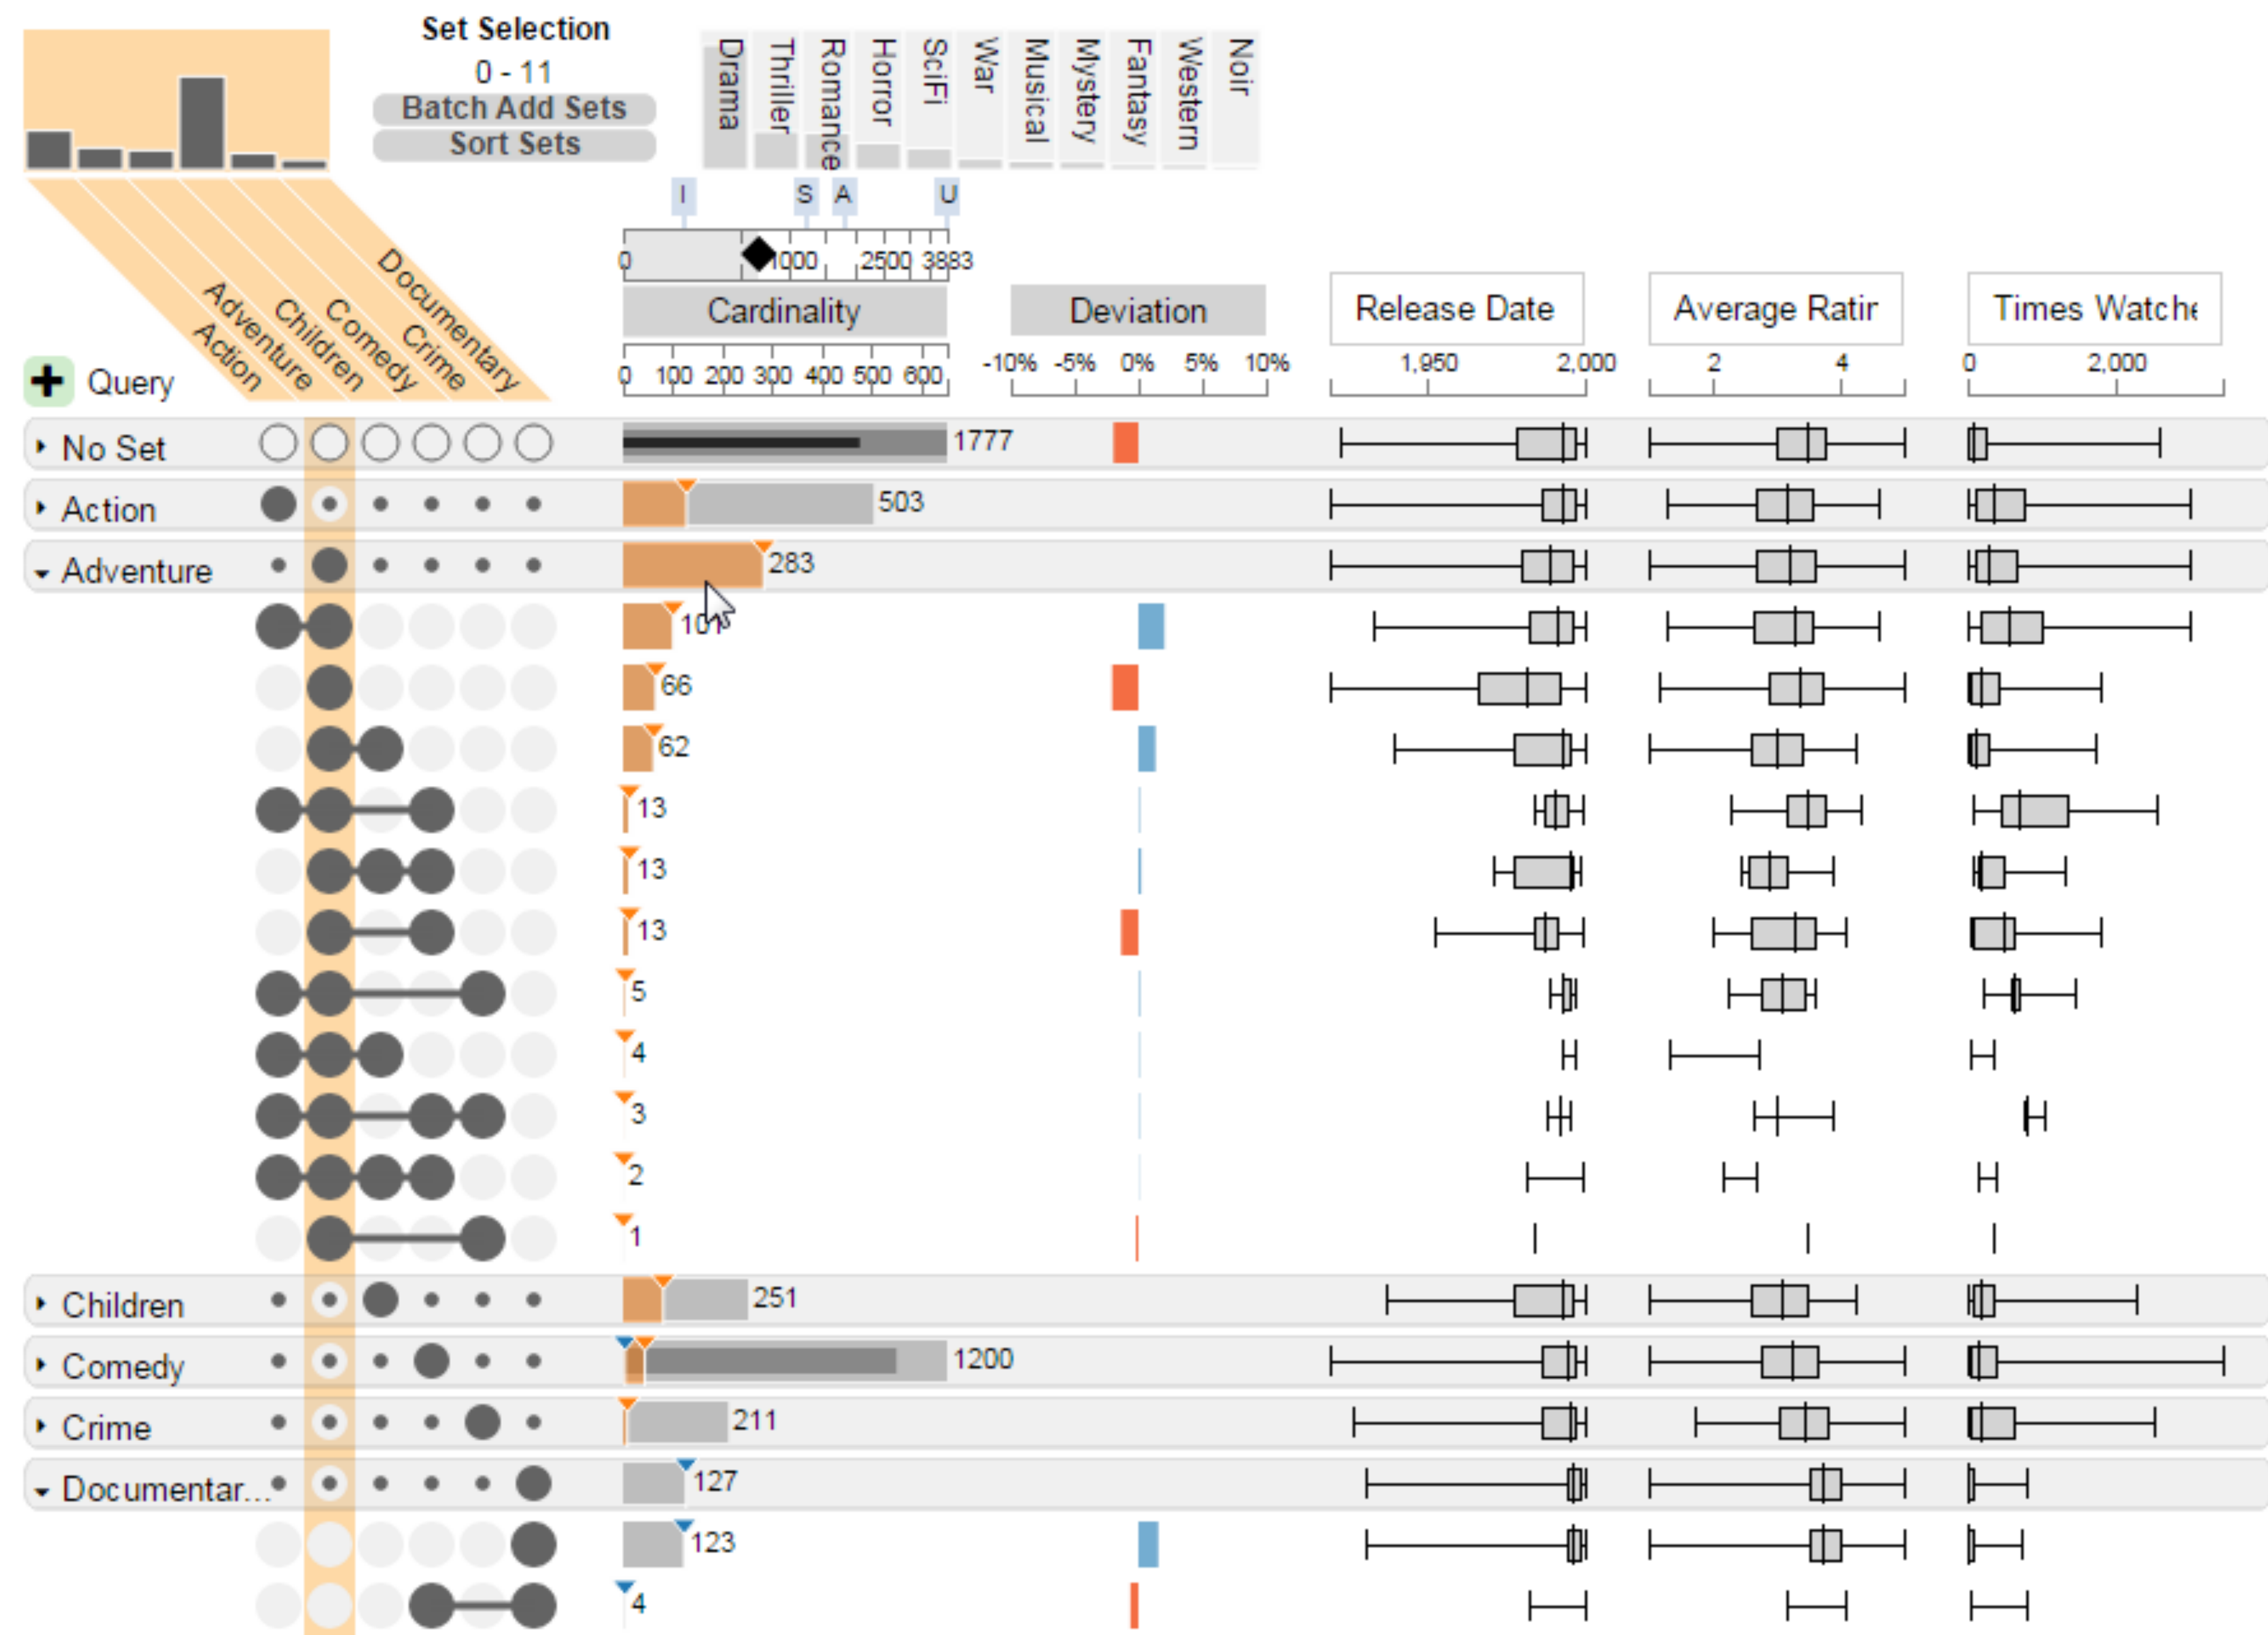 Set Selection
0 - 11
Batch Add Sets
Sort Sets
Drama
Thriller
Romance
Horror
SciFi
War
Musical
Mystery
Fantasy
Western
Noir
I S A U
0 1000 2500 3883
Cardinality
Deviation
Release Date
Average Ratin
Times Watche
0 100 200 300 400 500 600
-10% -5% 0% 5% 10%
1,950 2,000
2 4
0 2,000
Query
Action
Adventure
Children
Comedy
Crime
Documentary
No Set 1777
Action 503
Adventure 283
101
66
62
13
13
13
5
4
3
2
1
Children 251
Comedy 1200
Crime 211
Documentar... 127
123
4